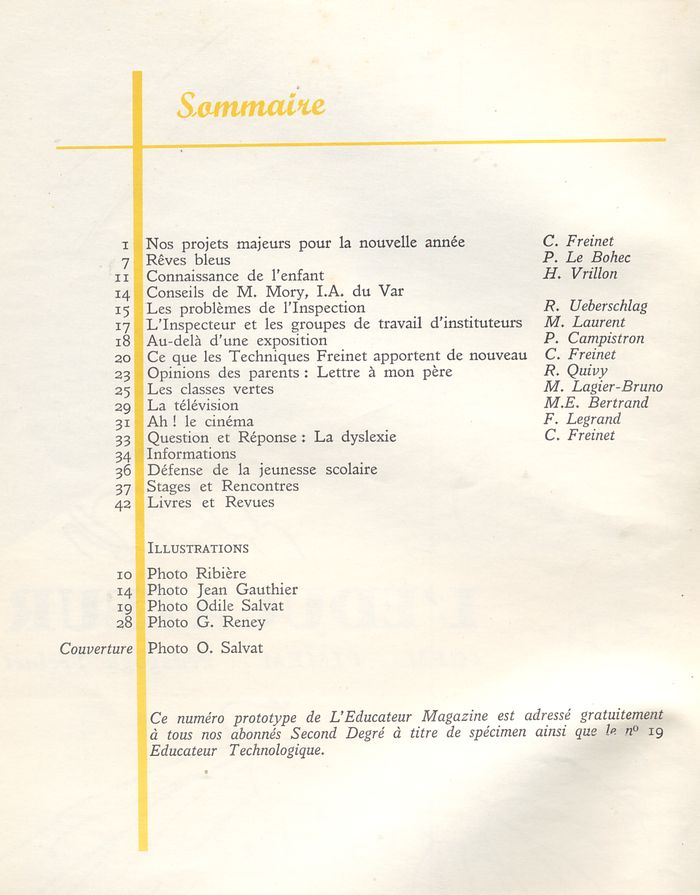 Sommaire
1 Nos projets majeurs pour la nouvelle année C. Freinet
7 Rêves bleus P. Le Bohec
11 Connaissance de l'enfant H. Vrillon
14 Conseils de M. Mory, I.A. du Var
15 Les problèmes de l'Inspection R. Ueberschlag
17 L'Inspecteur et les groupes de travail d'instituteurs M. Laurent
18 Au-delà d'une exposition P. Campistron
20 Ce que les Techniques Freinet apportent de nouveau C. Freinet
23 Opinions des parents : Lettre à mon père R. Quivy
25 Les classes vertes M. Lagier-Bruno
29 La télévision M.E. Bertrand
31 Ah ! le cinéma F. Legrand
33 Question et Réponse : La dyslexie C. Freinet
34 Informations
36 Défense de la jeunesse scolaire
37 Stages et Rencontres
42 Livres et Revues
ILLUSTRATIONS
10 Photo Ribière
14 Photo Jean Gauthier
19 Photo Odile Salvat
28 Photo G. Reney
Couverture Photo O. Salvat
Ce numéro prototype de L'Educateur Magazine est adressé gratuitement
à tous nos abonnés Second Degré à titre de spécimen ainsi que le nº 19
Educateur Technologique.